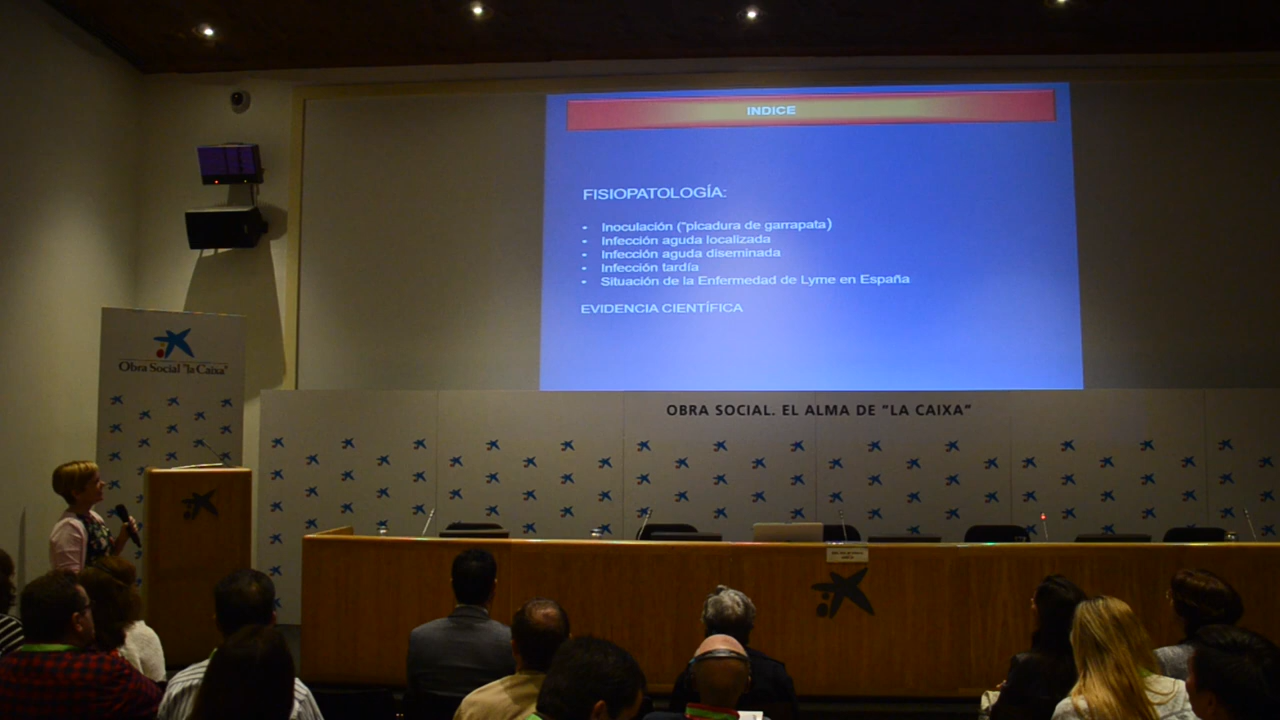 INDICE
FISIOPATOLOGÍA:
• Inoculación ("picadura de garrapata)
• Infección aguda localizada
• Infección aguda diseminada
• Infección tardía
• Situación de la Enfermedad de Lyme en España
EVIDENCIA CIENTÍFICA
Obra Social "la Caixa"
OBRA SOCIAL. EL ALMA DE "LA CAIXA"